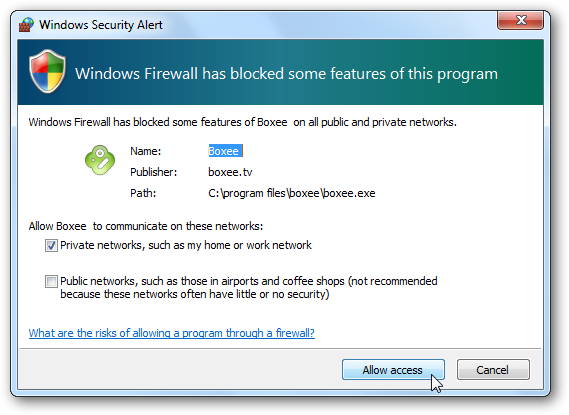 Windows Security Alert
Windows Firewall has blocked some features of this program
Windows Firewall has blocked some features of Boxee on all public and private networks.
Name: Boxee
Publisher: boxee.tv
Path: C:\program files\boxee\boxee.exe
Allow Boxee to communicate on these networks:
Private networks, such as my home or work network
Public networks, such as those in airports and coffee shops (not recommended
because these networks often have little or no security)
What are the risks of allowing a program through a firewall?
Allow access Cancel